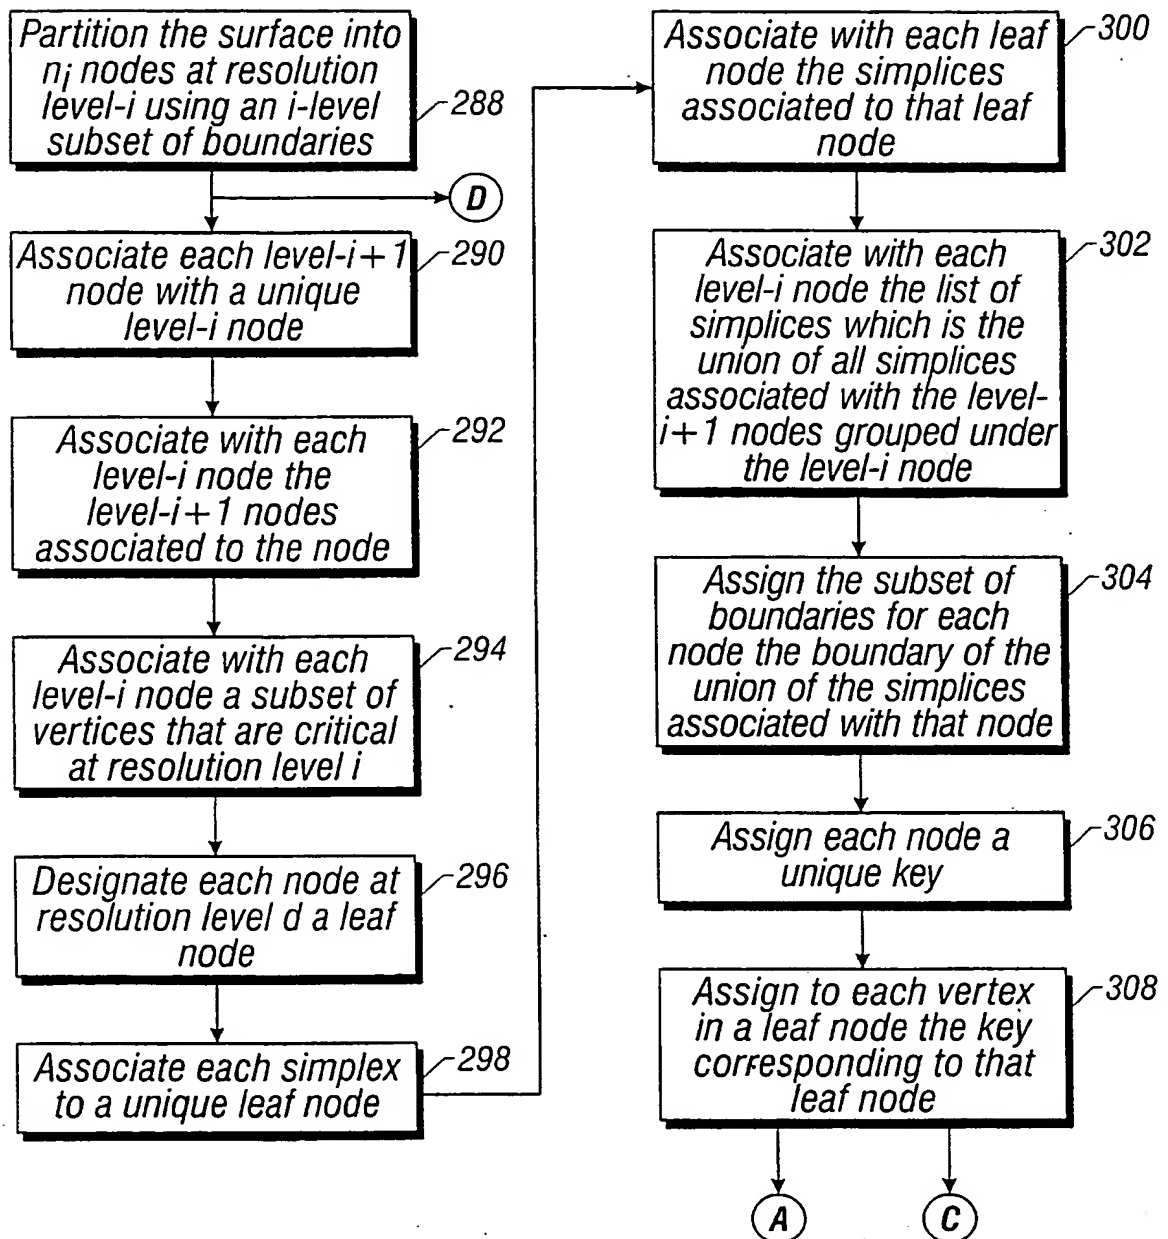 Partition the surface into
nᵢ nodes at resolution
level-i using an i-level
subset of boundaries
288
D
Associate each level-i+1
node with a unique
level-i node
290
Associate with each
level-i node the
level-i+1 nodes
associated to the node
292
Associate with each
level-i node a subset of
vertices that are critical
at resolution level i
294
Designate each node at
resolution level d a leaf
node
296
Associate each simplex
to a unique leaf node
298
Associate with each leaf
node the simplices
associated to that leaf
node
300
Associate with each
level-i node the list of
simplices which is the
union of all simplices
associated with the level-
i+1 nodes grouped under
the level-i node
302
Assign the subset of
boundaries for each
node the boundary of the
union of the simplices
associated with that node
304
Assign each node a
unique key
306
Assign to each vertex
in a leaf node the key
corresponding to that
leaf node
308
A
C